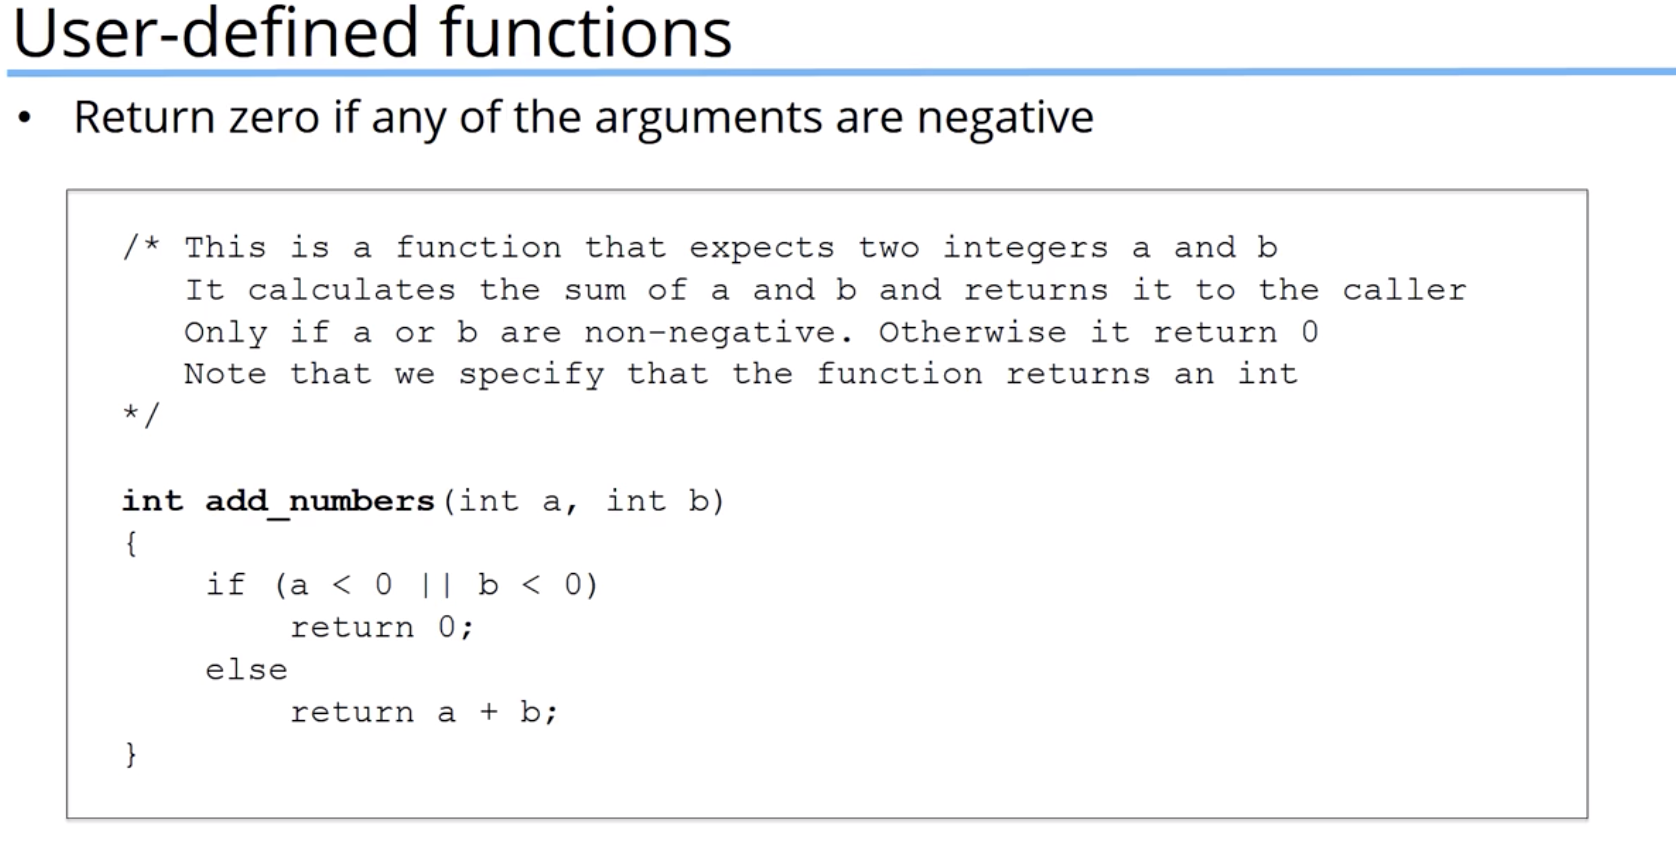 User-defined functions
• Return zero if any of the arguments are negative
/* This is a function that expects two integers a and b
It calculates the sum of a and b and returns it to the caller
Only if a or b are non-negative. Otherwise it return 0
Note that we specify that the function returns an int
*/
int add_numbers(int a, int b)
{
if (a < 0 || b < 0)
return 0;
else
return a + b;
}